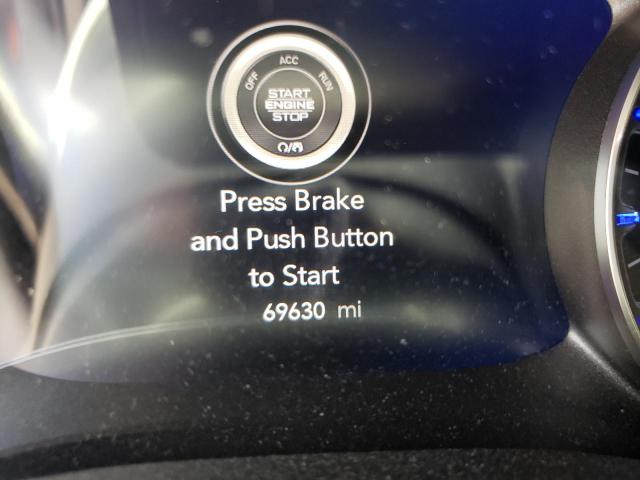 OFF ACC RUN
START
ENGINE
STOP
Press Brake
and Push Button
to Start
69630 mi